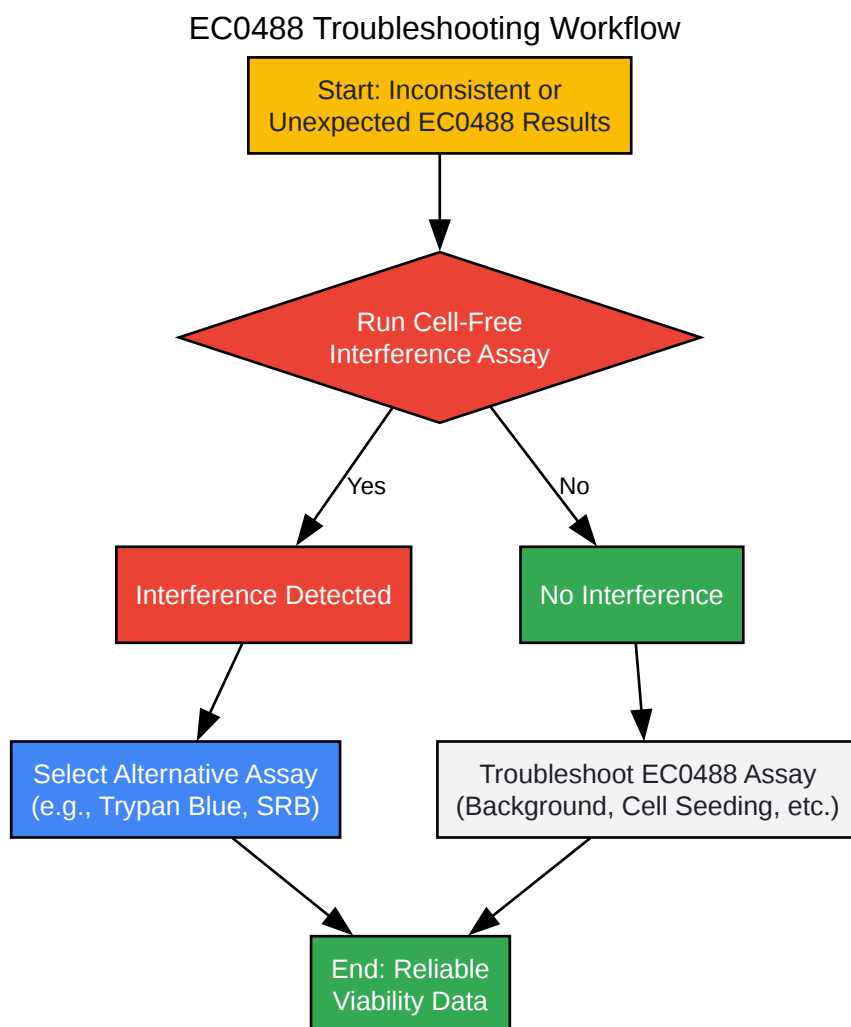 EC0488 Troubleshooting Workflow
Start: Inconsistent or
Unexpected EC0488 Results
Run Cell-Free
Interference Assay
Yes
No
Interference Detected
No Interference
Select Alternative Assay
(e.g., Trypan Blue, SRB)
Troubleshoot EC0488 Assay
(Background, Cell Seeding, etc.)
End: Reliable
Viability Data